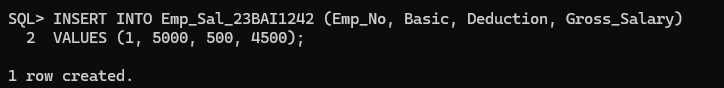 SQL> INSERT INTO Emp_Sal_23BAI1242 (Emp_No, Basic, Deduction, Gross_Salary)
  2  VALUES (1, 5000, 500, 4500);
1 row created.